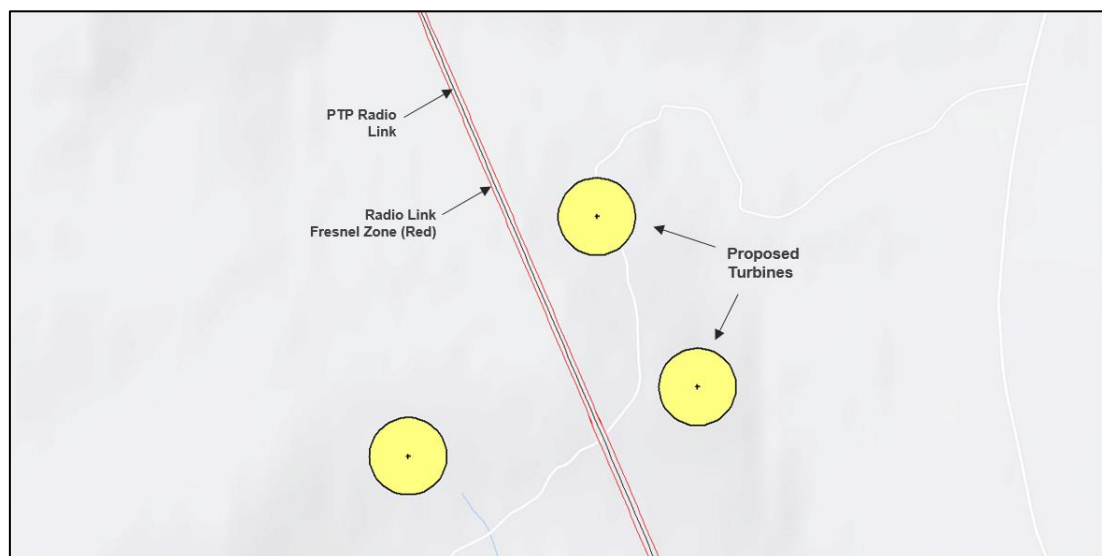 PTP Radio
Link
Radio Link
Fresnel Zone (Red)
Proposed
Turbines